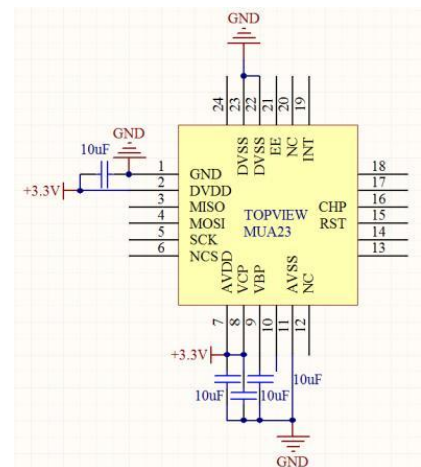 GND
24
23
22
21
20
19
DVSS
DVSS
EE
NC
INT
10uF
GND
+3.3V
1
2
3
4
5
6
GND
DVDD
MISO
MOSI
SCK
NCS
TOPVIEW
MUA23
CHP
RST
18
17
16
15
14
13
AVDD
VCP
VBP
AVSS
NC
7
8
9
10
11
12
+3.3V
10uF
10uF
10uF
GND